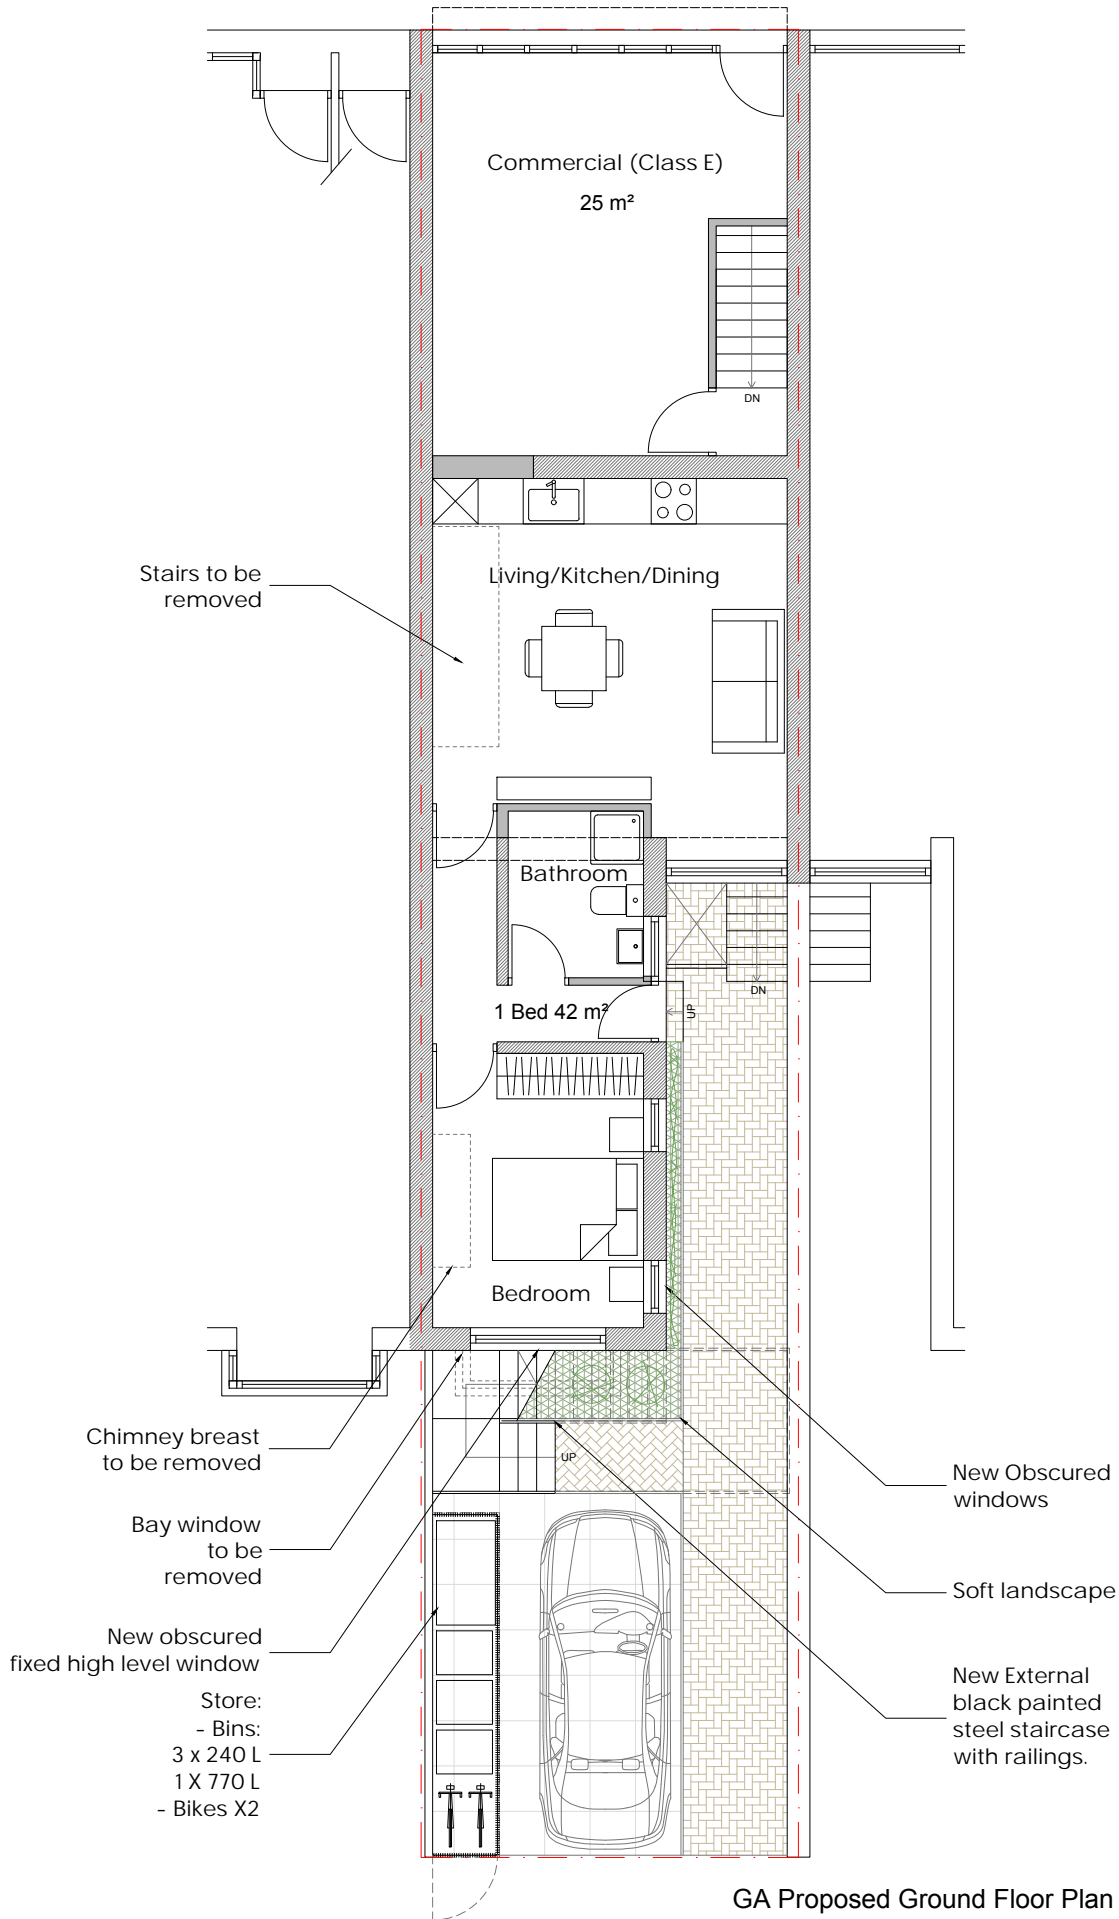 Commercial (Class E)
25 m²
DN
Stairs to be
removed
Living/Kitchen/Dining
Bathroom
1 Bed 42 m²
UP
DN
Bedroom
Chimney breast
to be removed
UP
New Obscured
windows
Bay window
to be
removed
Soft landscape
New obscured
fixed high level window
New External
black painted
steel staircase
with railings.
Store:
- Bins:
3 x 240 L
1 X 770 L
- Bikes X2
GA Proposed Ground Floor Plan